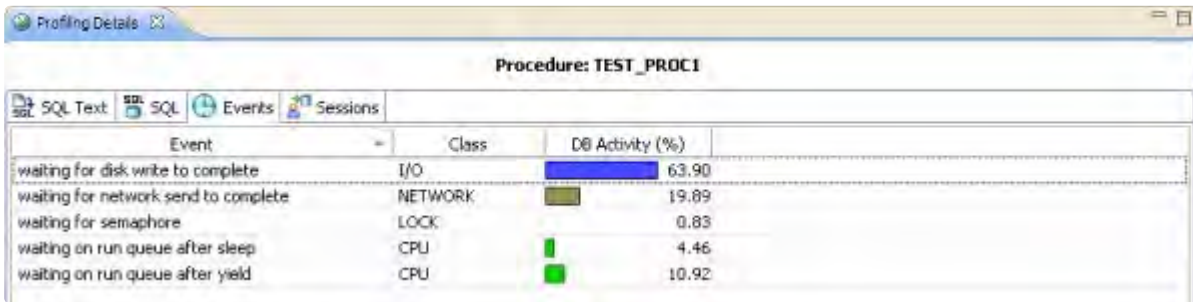 Profiling Details
Procedure: TEST_PROC1
SQL Text SQL Events Sessions
Event Class DB Activity (%)
waiting for disk write to complete I/O 63.90
waiting for network send to complete NETWORK 19.89
waiting for semaphore LOCK 0.83
waiting on run queue after sleep CPU 4.46
waiting on run queue after yield CPU 10.92